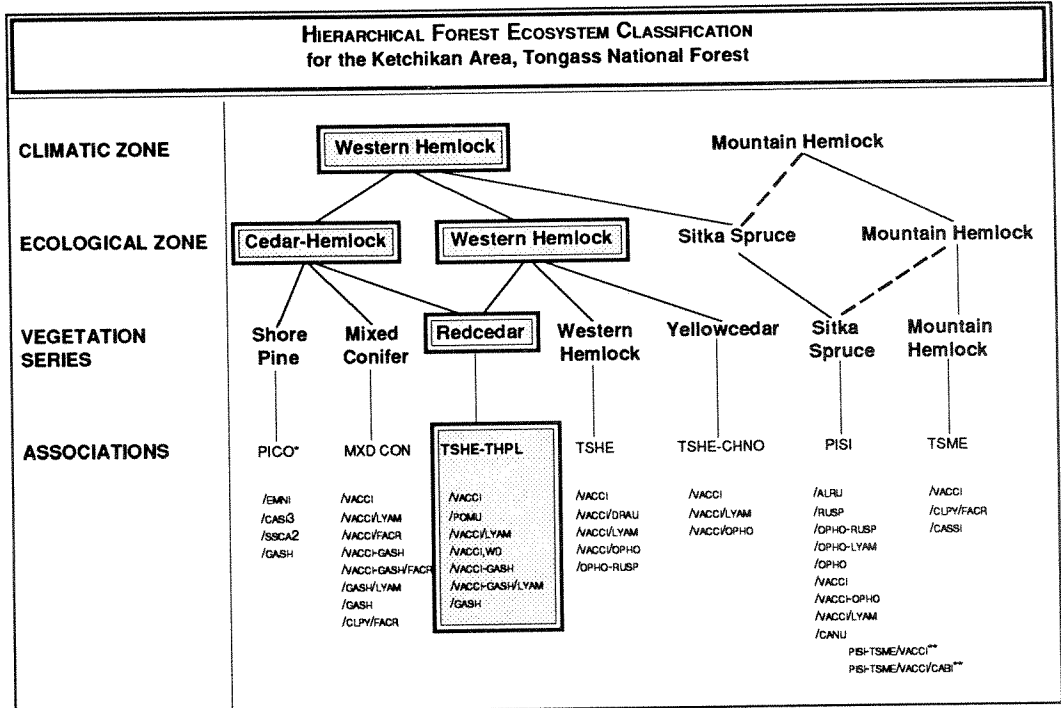 HIERARCHICAL FOREST ECOSYSTEM CLASSIFICATION
for the Ketchikan Area, Tongass National Forest
CLIMATIC ZONE
Western Hemlock
Mountain Hemlock
ECOLOGICAL ZONE
Cedar-Hemlock
Western Hemlock
Sitka Spruce
Mountain Hemlock
VEGETATION
SERIES
Shore
Pine
Mixed
Conifer
Redcedar
Western
Hemlock
Yellowcedar
Sitka
Spruce
Mountain
Hemlock
ASSOCIATIONS
PICO*
/EMNI
/CASI3
/SSCA2
/GASH
MXD CON
/VACCI
/VACCI/LYAM
/VACCI/FACR
/VACCI-GASH
/VACCI-GASH/FACR
/GASH/LYAM
/GASH
/CLPY/FACR
TSHE-THPL
/VACCI
/POMU
/VACCI/LYAM
/VACCI,WD
/VACCI-GASH
/VACCI-GASH/LYAM
/GASH
TSHE
/VACCI
/VACCI/DRAU
/VACCI/LYAM
/VACCI/OPHO
/OPHO-RUSP
TSHE-CHNO
/VACCI
/VACCI/LYAM
/VACCI/OPHO
PISI
/ALRU
/RUSP
/OPHO-RUSP
/OPHO-LYAM
/OPHO
/VACCI
/VACCI-OPHO
/VACCI/LYAM
/CANU
PISI-TSME/VACCI**
PISI-TSME/VACCI/CABI**
TSME
/VACCI
/CLPY/FACR
/CASSI